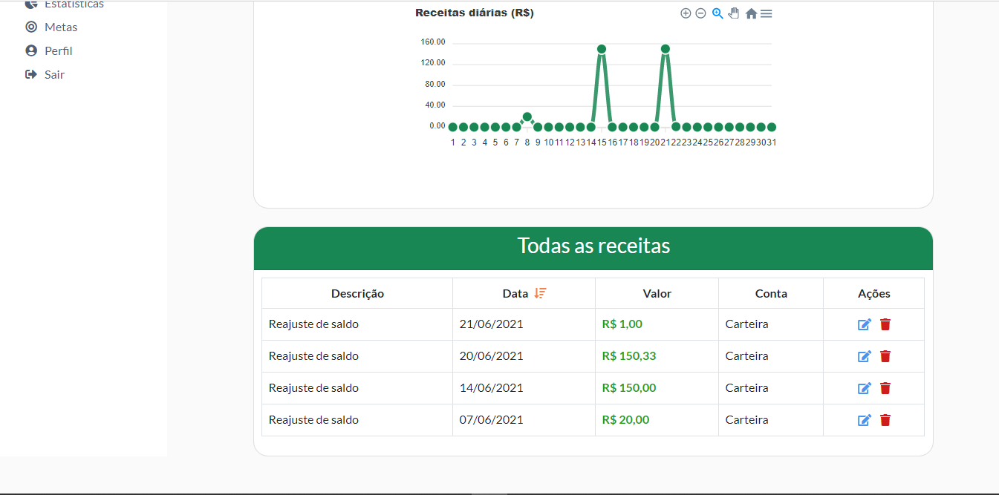 Estatísticas
Metas
Perfil
Sair
Receitas diárias (R$)
160.00
120.00
80.00
40.00
0.00
1 2 3 4 5 6 7 8 9 10 11 12 13 14 15 16 17 18 19 20 21 22 23 24 25 26 27 28 29 30 31
Todas as receitas
Descrição Data Valor Conta Ações
Reajuste de saldo 21/06/2021 R$ 1,00 Carteira
Reajuste de saldo 20/06/2021 R$ 150,33 Carteira
Reajuste de saldo 14/06/2021 R$ 150,00 Carteira
Reajuste de saldo 07/06/2021 R$ 20,00 Carteira